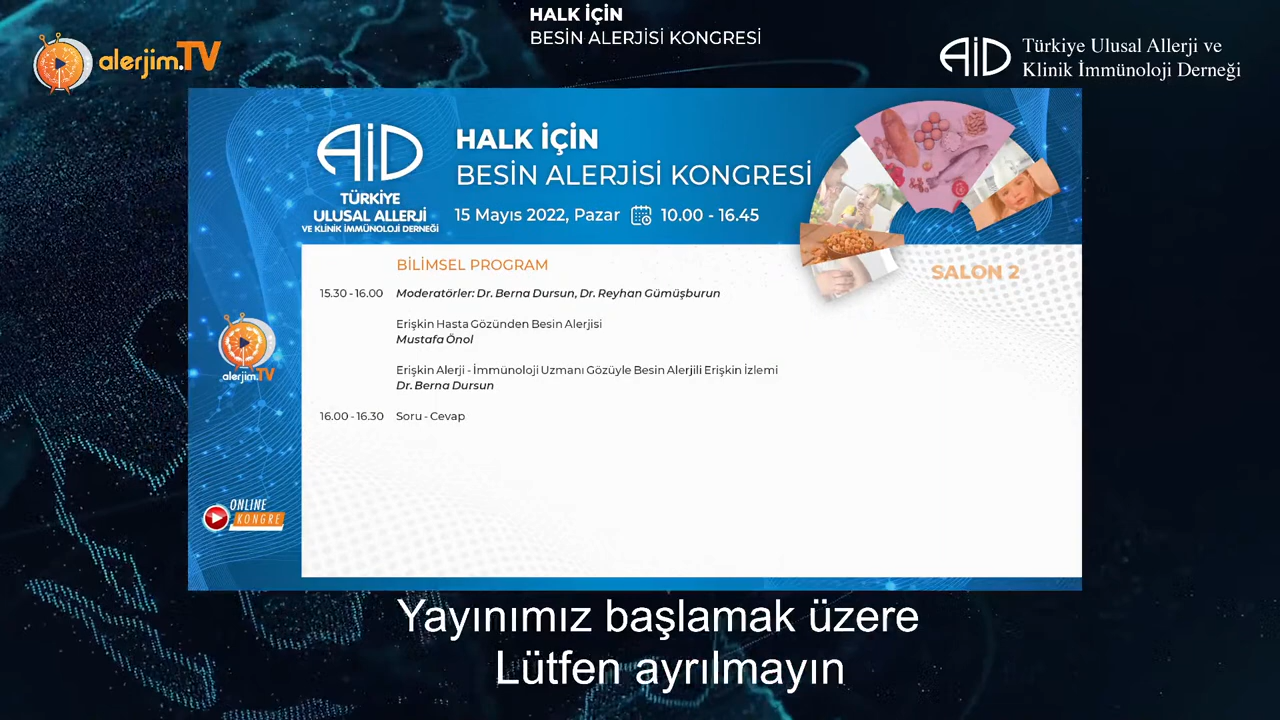 HALK İÇİN
BESİN ALERJİSİ KONGRESİ
alerjim.TV
AİD
Türkiye Ulusal Allerji ve
Klinik İmmünoloji Derneği
AİD
TÜRKİYE
ULUSAL ALLERJİ
VE KLİNİK İMMÜNOLOJİ DERNEĞİ
HALK İÇİN
BESİN ALERJİSİ KONGRESİ
15 Mayıs 2022, Pazar 10.00 - 16.45
SALON 2
BİLİMSEL PROGRAM
15.30 - 16.00 Moderatörler: Dr. Berna Dursun, Dr. Reyhan Gümüşburun
Erişkin Hasta Gözünden Besin Alerjisi
Mustafa Önol
Erişkin Alerji - İmmünoloji Uzmanı Gözüyle Besin Alerjili Erişkin İzlemi
Dr. Berna Dursun
16.00 - 16.30 Soru - Cevap
alerjim.TV
ONLINE
KONGRE
Yayınımız başlamak üzere
Lütfen ayrılmayın